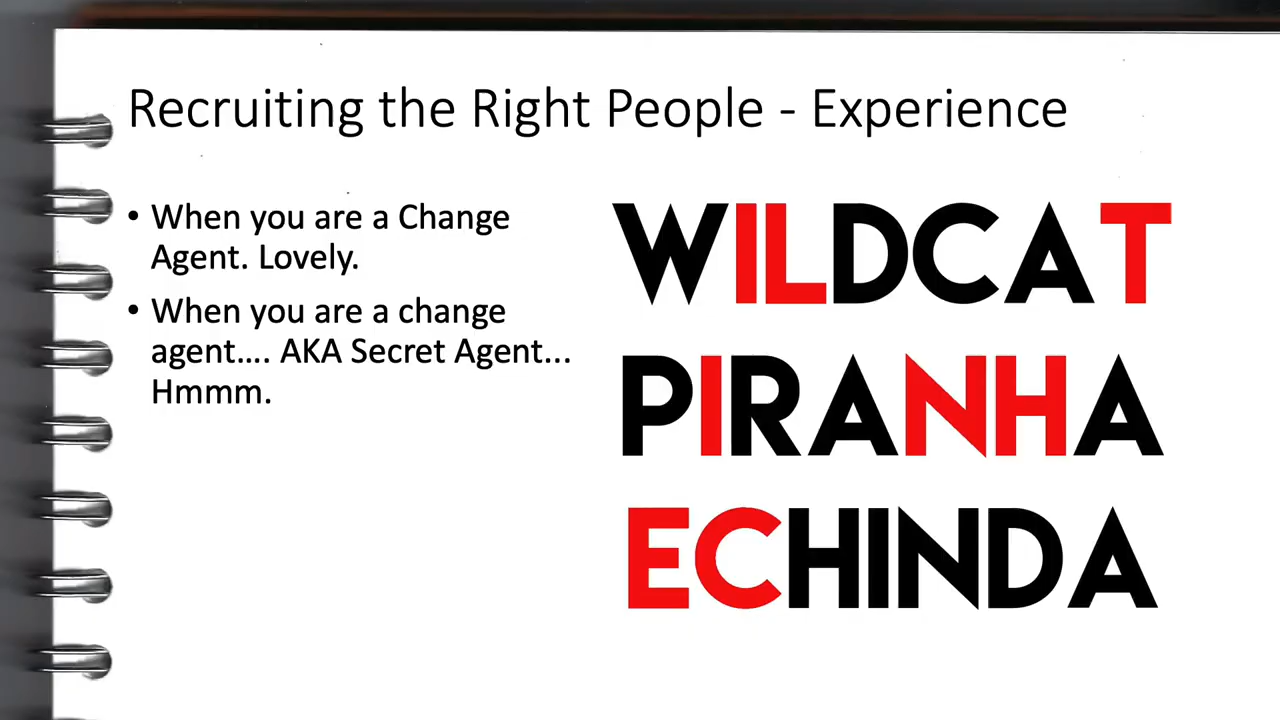 Recruiting the Right People - Experience
• When you are a Change
Agent. Lovely.
• When you are a change
agent.... AKA Secret Agent...
Hmmm.
WILDCAT
PIRANHA
ECHINDA